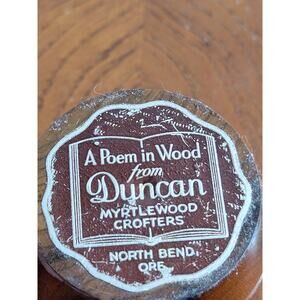 A Poem in Wood
from
Duncan
MYRTLEWOOD
CROFTERS
NORTH BEND,
ORE.